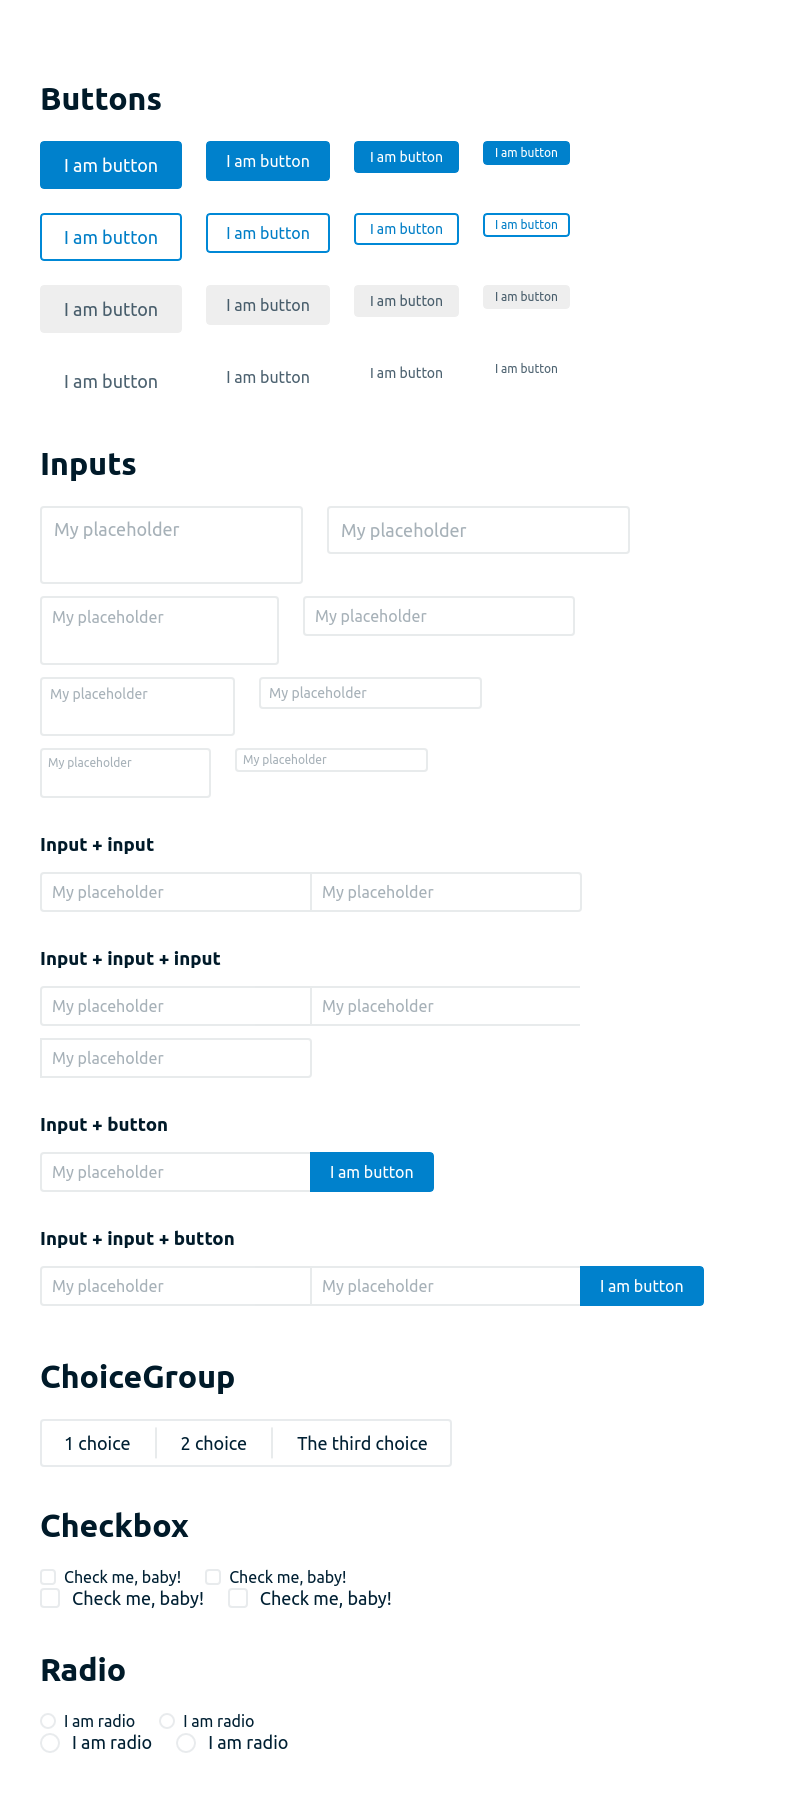 Buttons
I am button I am button I am button I am button
I am button I am button I am button I am button
I am button I am button I am button I am button
I am button I am button I am button I am button
Inputs
My placeholder My placeholder
My placeholder My placeholder
My placeholder My placeholder
My placeholder My placeholder
Input + input
My placeholder My placeholder
Input + input + input
My placeholder My placeholder
My placeholder
Input + button
My placeholder I am button
Input + input + button
My placeholder My placeholder I am button
ChoiceGroup
1 choice 2 choice The third choice
Checkbox
Check me, baby! Check me, baby!
Check me, baby! Check me, baby!
Radio
I am radio I am radio
I am radio I am radio